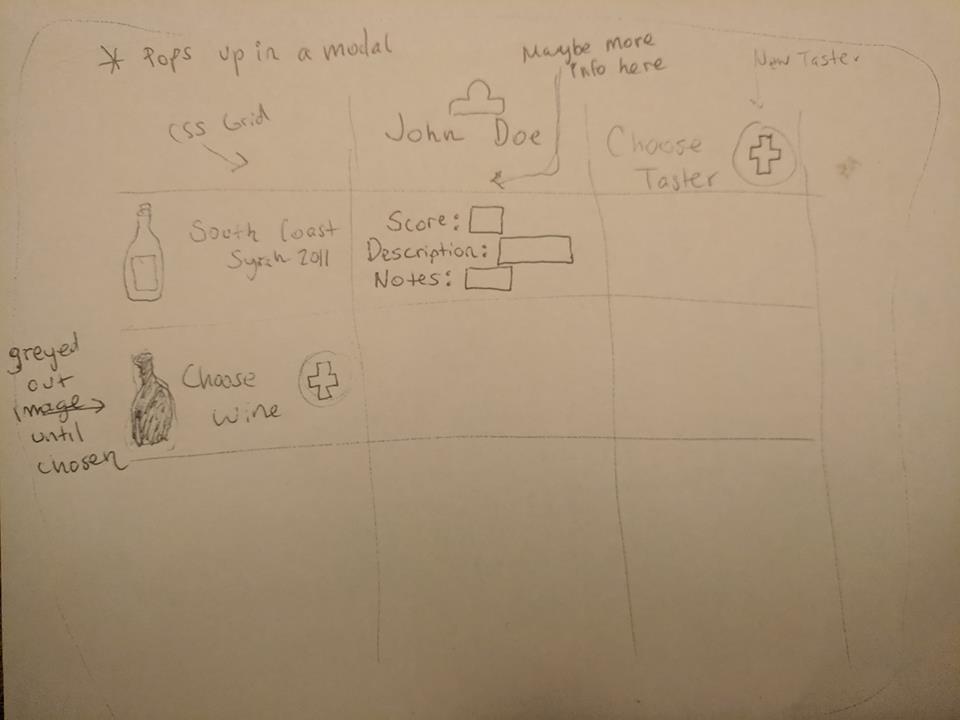 * Pops up in a modal
Maybe more
info here
New Taster
CSS Grid
John Doe
Choose
Taster
South Coast
Syrah 2011
Score:
Description:
Notes:
greyed
out
image
until
chosen
Choose
wine